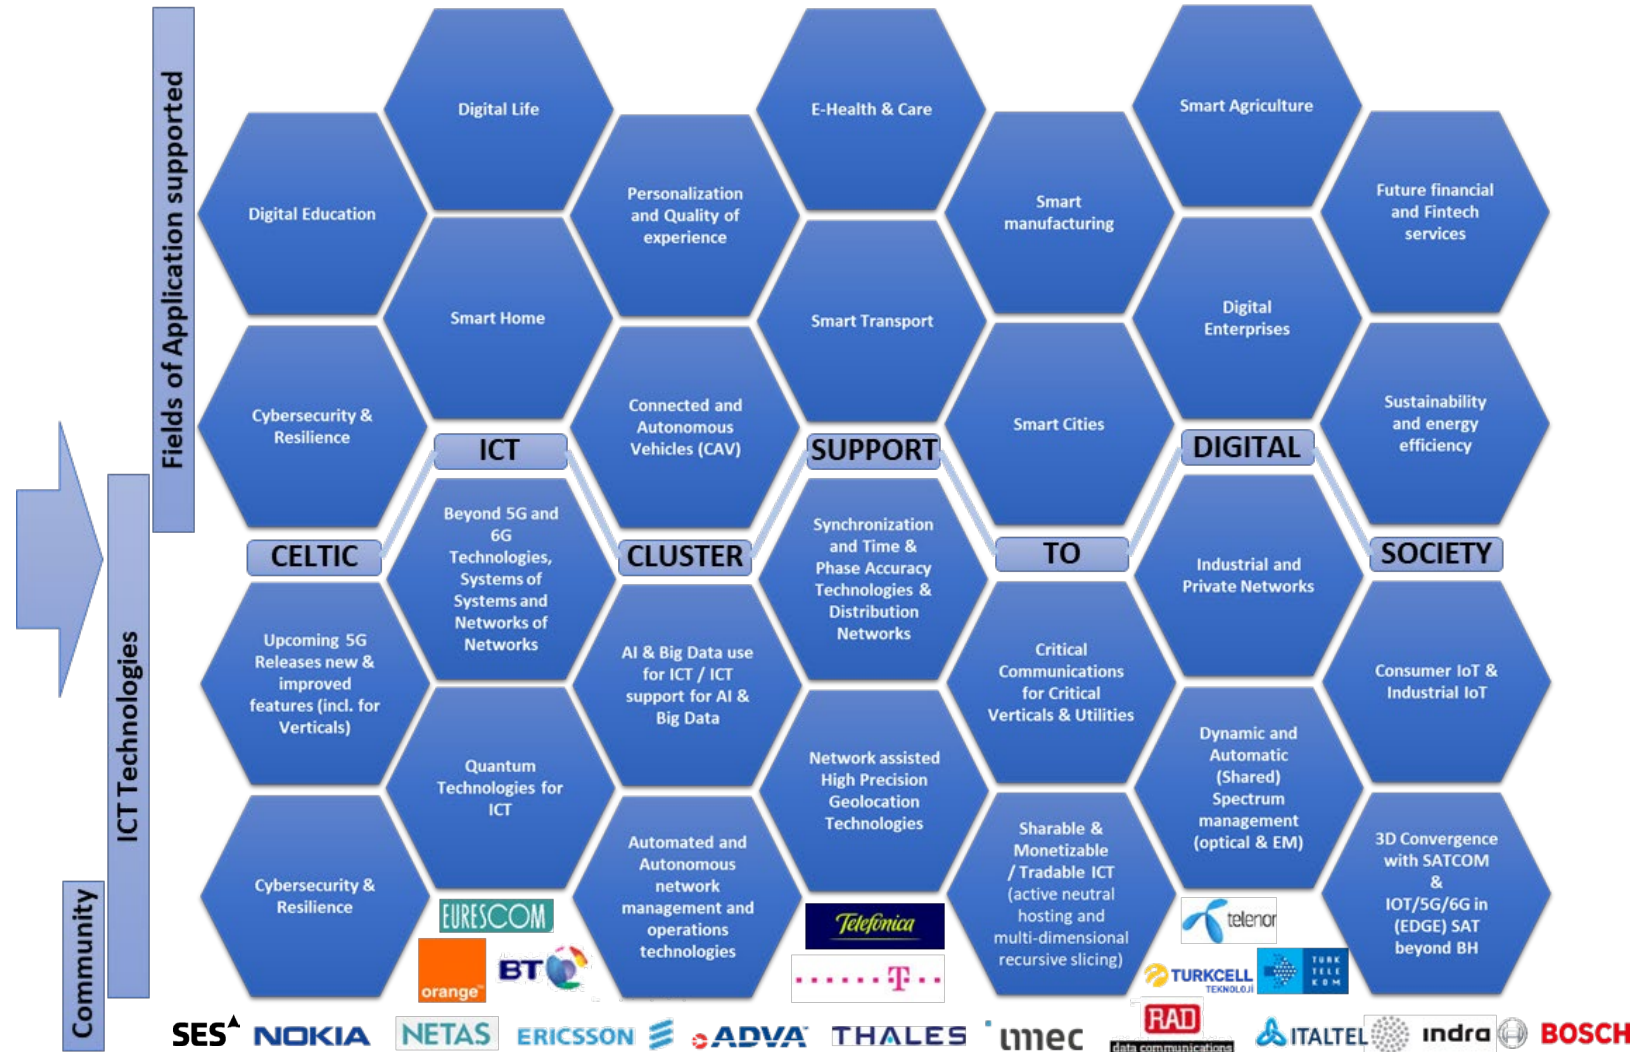 Fields of Application supported
ICT Technologies
Community
Digital Life
E-Health & Care
Smart Agriculture
Digital Education
Personalization
and Quality of
experience
Smart
manufacturing
Future financial
and Fintech
services
Smart Home
Smart Transport
Digital
Enterprises
Cybersecurity &
Resilience
Connected and
Autonomous
Vehicles (CAV)
Smart Cities
Sustainability
and energy
efficiency
CELTIC
ICT
CLUSTER
SUPPORT
TO
DIGITAL
SOCIETY
Beyond 5G and
6G
Technologies,
Systems of
Systems and
Networks of
Networks
Synchronization
and Time &
Phase Accuracy
Technologies &
Distribution
Networks
Industrial and
Private Networks
Upcoming 5G
Releases new &
improved
features (incl. for
Verticals)
AI & Big Data use
for ICT / ICT
support for AI &
Big Data
Critical
Communications
for Critical
Verticals & Utilities
Consumer IoT &
Industrial IoT
Quantum
Technologies for
ICT
Network assisted
High Precision
Geolocation
Technologies
Dynamic and
Automatic
(Shared)
Spectrum
management
(optical & EM)
Cybersecurity &
Resilience
Automated and
Autonomous
network
management and
operations
technologies
Sharable &
Monetizable
/ Tradable ICT
(active neutral
hosting and
multi-dimensional
recursive slicing)
3D Convergence
with SATCOM
&
IOT/5G/6G in
(EDGE) SAT
beyond BH
EURESCOM
orange™
BT
Telefónica
T
telenor
TURKCELL
TEKNOLOJİ
TURK
TELE
KOM
SES
NOKIA
NETAS
ERICSSON
ADVA
THALES
imec
RAD
data communications
ITALTEL
indra
BOSCH